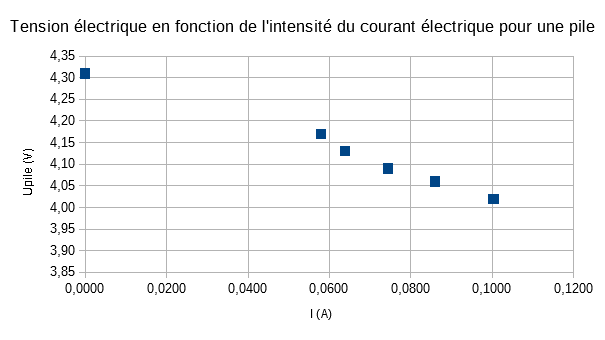 Tension électrique en fonction de l'intensité du courant électrique pour une pile
4,35
4,30
4,25
4,20
4,15
4,10
4,05
4,00
3,95
3,90
3,85
Upile (V)
0,0000 0,0200 0,0400 0,0600 0,0800 0,1000 0,1200
I (A)